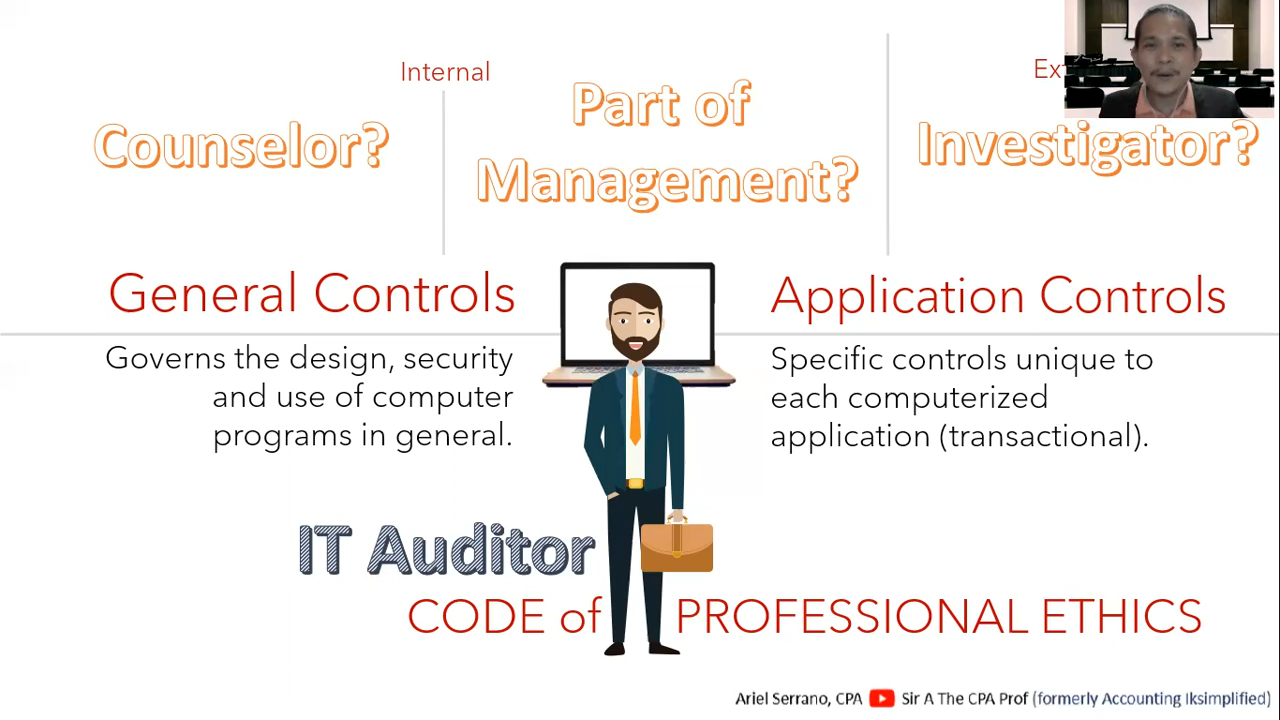 Internal
Counselor?
Part of
Management?
Investigator?
General Controls
Governs the design, security
and use of computer
programs in general.
Application Controls
Specific controls unique to
each computerized
application (transactional).
IT Auditor
CODE of PROFESSIONAL ETHICS
Ariel Serrano, CPA Sir A The CPA Prof (formerly Accounting Iksimplified)